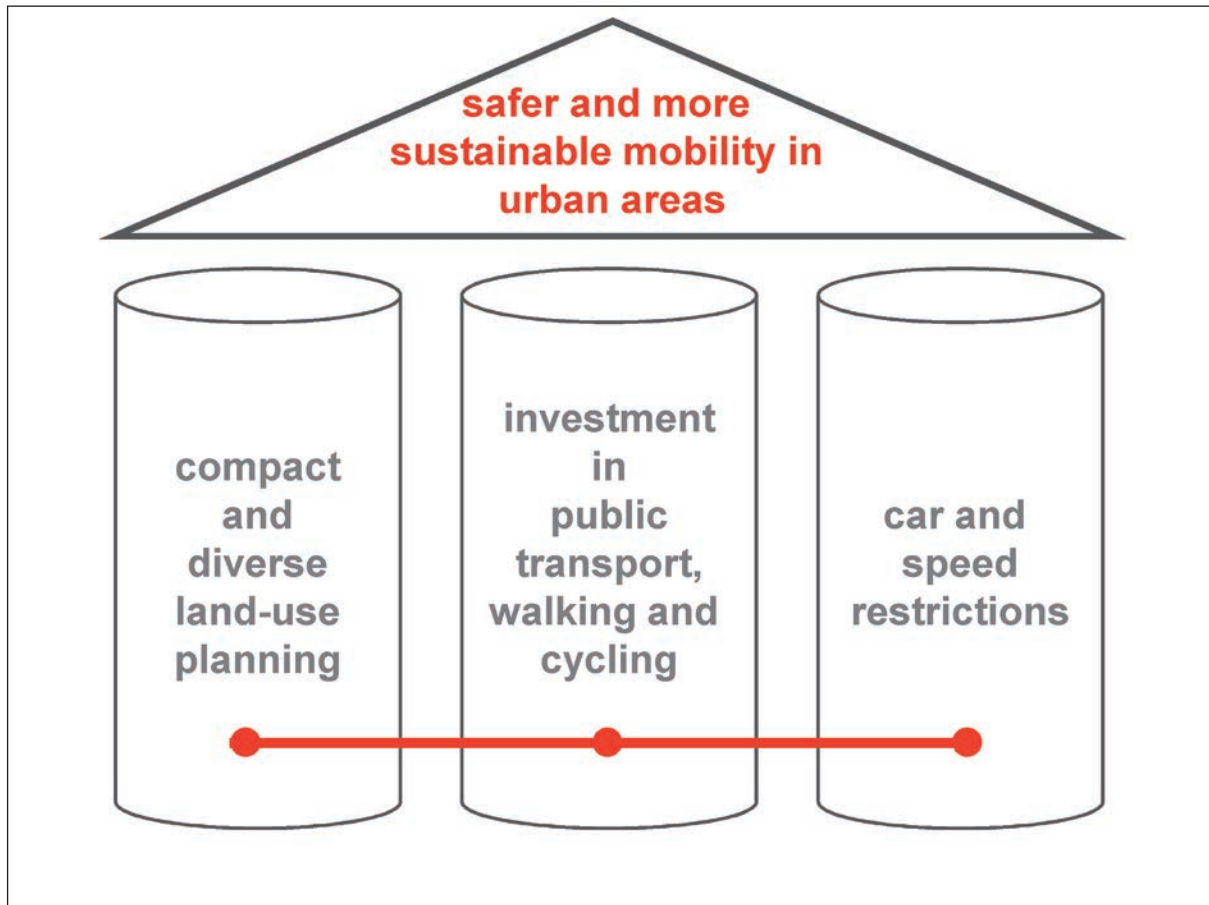 safer and more
sustainable mobility in
urban areas
compact
and
diverse
land-use
planning
investment
in
public
transport,
walking and
cycling
car and
speed
restrictions